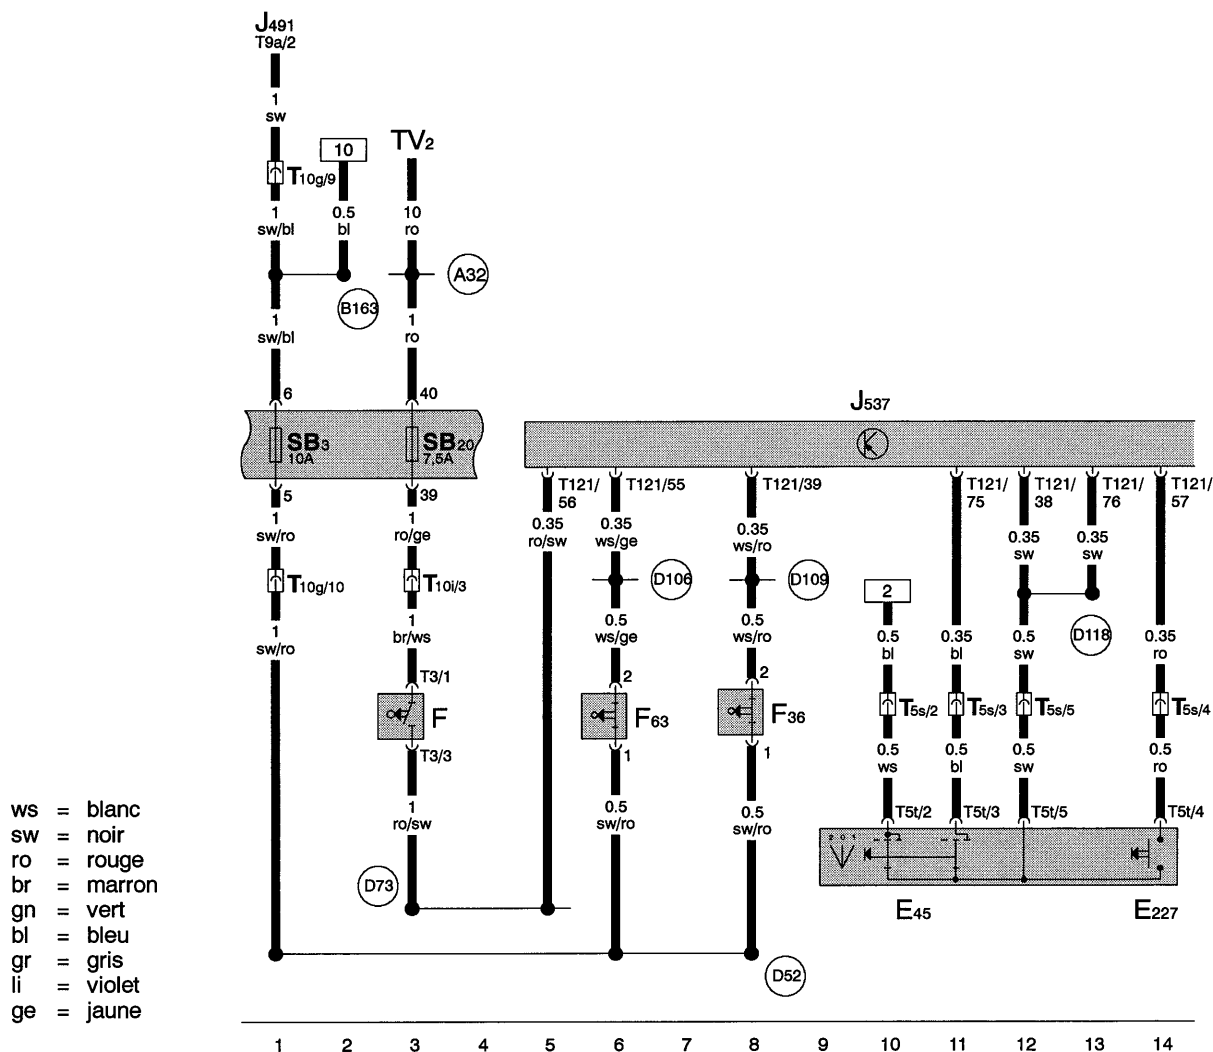 J491
T9a/2
1
sw
10
TV2
T10g/9
1
sw/bl
0.5
bl
10
ro
A32
B163
1
sw/bl
1
ro
6
40
J537
SB3
10A
SB20
7,5A
5
39
T121/
56
T121/55
T121/39
T121/
75
T121/
38
T121/
76
T121/
57
1
sw/ro
1
ro/ge
0.35
ro/sw
0.35
ws/ge
0.35
ws/ro
0.35
sw
0.35
sw
T10g/10
T10i/3
D106
D109
2
1
sw/ro
1
br/ws
0.5
ws/ge
0.5
ws/ro
0.5
bl
0.35
bl
0.5
sw
D118
0.35
ro
T3/1
2
2
F
F63
F36
T5s/2
T5s/3
T5s/5
T5s/4
T3/3
1
1
0.5
ws
0.5
bl
0.5
sw
0.5
ro
1
ro/sw
0.5
sw/ro
0.5
sw/ro
T5t/2
T5t/3
T5t/5
T5t/4
2 0 1
D73
E45
E227
D52
ws = blanc
sw = noir
ro = rouge
br = marron
gn = vert
bl = bleu
gr = gris
li = violet
ge = jaune
1 2 3 4 5 6 7 8 9 10 11 12 13 14